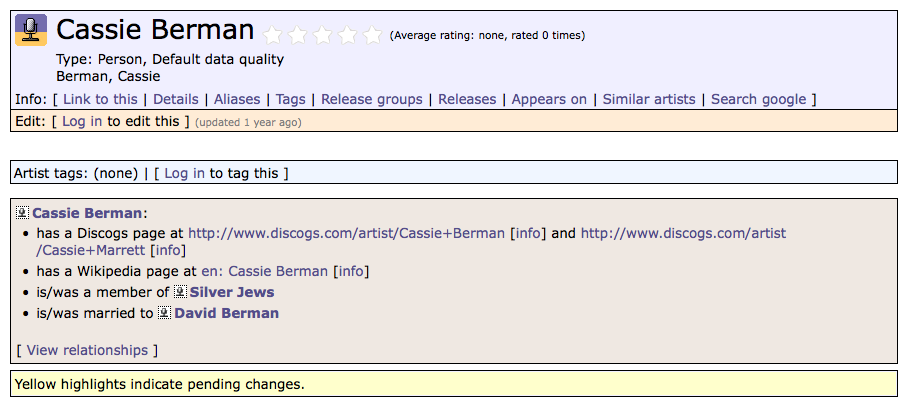 Cassie Berman (Average rating: none, rated 0 times)
Type: Person, Default data quality
Berman, Cassie
Info: [ Link to this | Details | Aliases | Tags | Release groups | Releases | Appears on | Similar artists | Search google ]
Edit: [ Log in to edit this ] (updated 1 year ago)
Artist tags: (none) | [ Log in to tag this ]
Cassie Berman:
• has a Discogs page at http://www.discogs.com/artist/Cassie+Berman [info] and http://www.discogs.com/artist
/Cassie+Marrett [info]
• has a Wikipedia page at en: Cassie Berman [info]
• is/was a member of Silver Jews
• is/was married to David Berman
[ View relationships ]
Yellow highlights indicate pending changes.